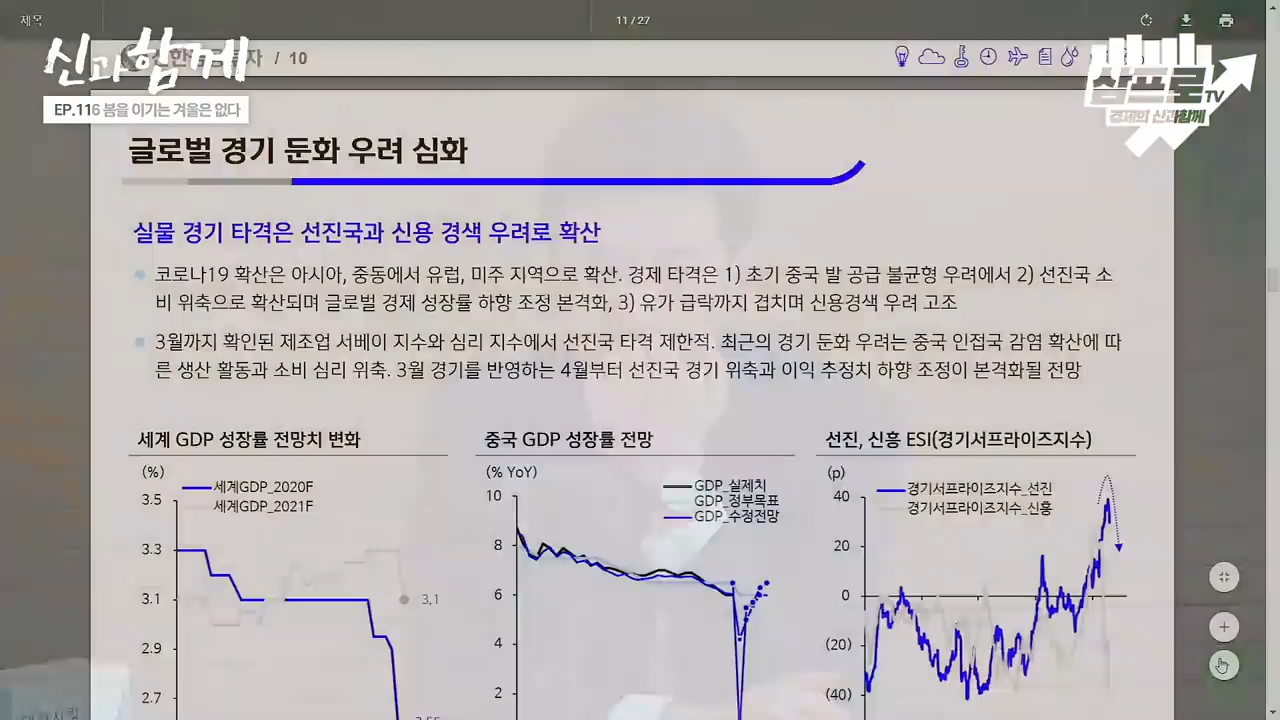 제목
11 / 27
신과함께
/ 10
EP.116 봄을 이기는 겨울은 없다
삼프로TV
경제의 신과함께
글로벌 경기 둔화 우려 심화
실물 경기 타격은 선진국과 신용 경색 우려로 확산
코로나19 확산은 아시아, 중동에서 유럽, 미주 지역으로 확산. 경제 타격은 1) 초기 중국 발 공급 불균형 우려에서 2) 선진국 소
비 위축으로 확산되며 글로벌 경제 성장률 하향 조정 본격화, 3) 유가 급락까지 겹치며 신용경색 우려 고조
3월까지 확인된 제조업 서베이 지수와 심리 지수에서 선진국 타격 제한적. 최근의 경기 둔화 우려는 중국 인접국 감염 확산에 따
른 생산 활동과 소비 심리 위축. 3월 경기를 반영하는 4월부터 선진국 경기 위축과 이익 추정치 하향 조정이 본격화될 전망
세계 GDP 성장률 전망치 변화
(%)
세계GDP_2020F
세계GDP_2021F
3.5
3.3
3.1
2.9
2.7
3.1
중국 GDP 성장률 전망
(% YoY)
GDP_실제치
GDP_정부목표
GDP_수정전망
10
8
6
4
2
선진, 신흥 ESI(경기서프라이즈지수)
(p)
경기서프라이즈지수_선진
경기서프라이즈지수_신흥
40
20
0
(20)
(40)